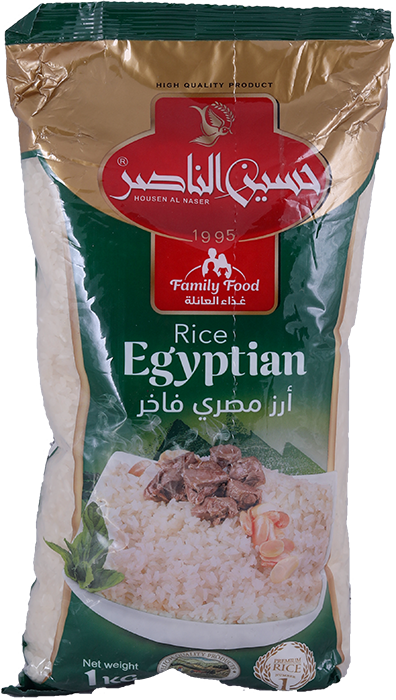 HIGH QUALITY PRODUCT
حسين الناصر
®
HOUSEN AL NASER
1995
Family Food
غذاء العائلة
Rice
Egyptian
أرز مصري فاخر
Net weight
1KG
PREMIUM
RICE